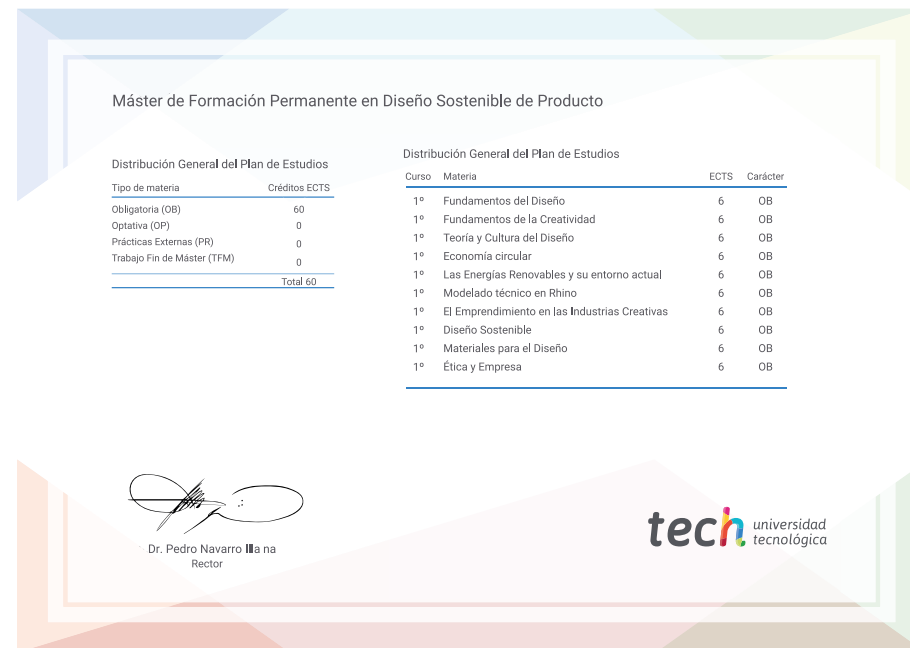 Máster de Formación Permanente en Diseño Sostenible de Producto
Distribución General del Plan de Estudios
Tipo de materia Créditos ECTS
Obligatoria (OB) 60
Optativa (OP) 0
Prácticas Externas (PR) 0
Trabajo Fin de Máster (TFM) 0
Total 60
Distribución General del Plan de Estudios
Curso Materia ECTS Carácter
1º Fundamentos del Diseño 6 OB
1º Fundamentos de la Creatividad 6 OB
1º Teoría y Cultura del Diseño 6 OB
1º Economía circular 6 OB
1º Las Energías Renovables y su entorno actual 6 OB
1º Modelado técnico en Rhino 6 OB
1º El Emprendimiento en las Industrias Creativas 6 OB
1º Diseño Sostenible 6 OB
1º Materiales para el Diseño 6 OB
1º Ética y Empresa 6 OB
Dr. Pedro Navarro
Rector
tech universidad
tecnológica